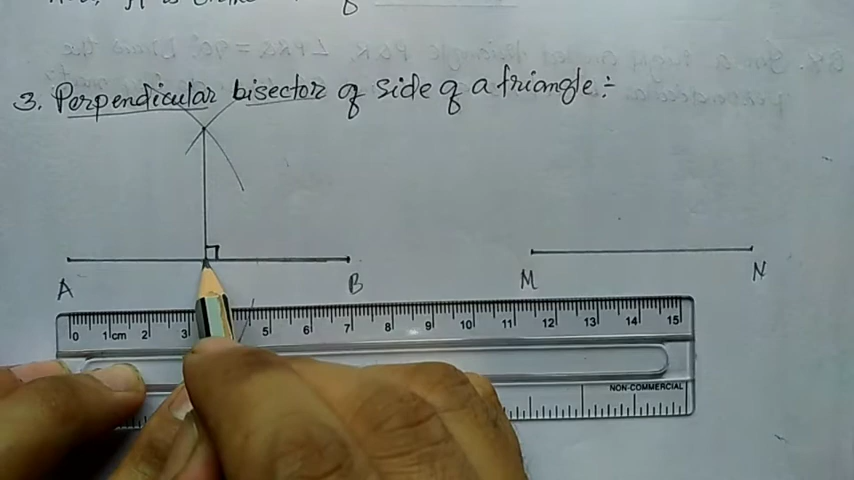 3. Perpendicular bisector of side of a triangle:-
A B M N
0 1cm 2 3 5 6 7 8 9 10 11 12 13 14 15
NON-COMMERCIAL